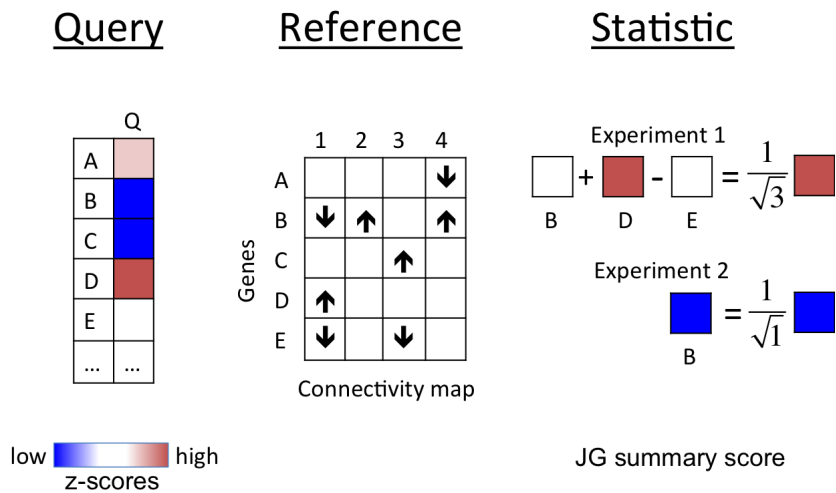 Query
Reference
Statistic
Q
A
B
C
D
E
... ...
low high
z-scores
1 2 3 4
Genes
A
B
C
D
E
Connectivity map
Experiment 1
+ - = 1/√3
B D E
Experiment 2
= 1/√1
B
JG summary score